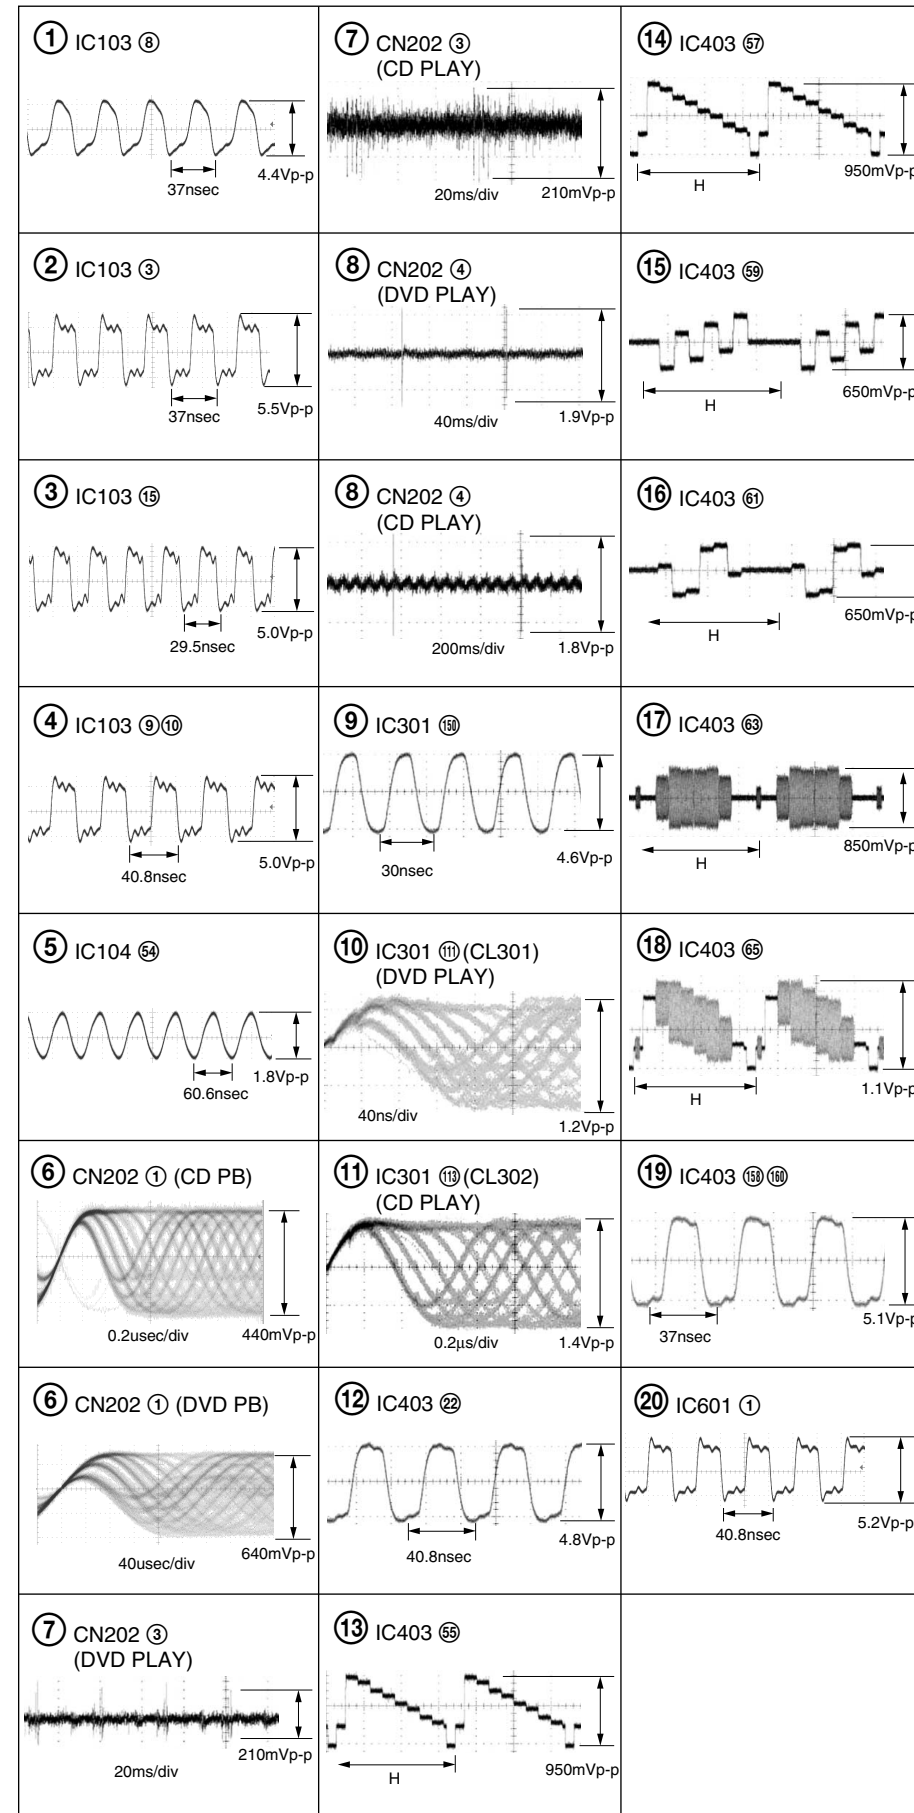 ① IC103 ⑧
37nsec
4.4Vp-p
② IC103 ③
37nsec
5.5Vp-p
③ IC103 ⑮
29.5nsec
5.0Vp-p
④ IC103 ⑨⑩
40.8nsec
5.0Vp-p
⑤ IC104 54
60.6nsec
1.8Vp-p
⑥ CN202 ① (CD PB)
0.2usec/div
440mVp-p
⑥ CN202 ① (DVD PB)
40usec/div
640mVp-p
⑦ CN202 ③
(DVD PLAY)
20ms/div
210mVp-p
⑦ CN202 ③
(CD PLAY)
20ms/div
210mVp-p
⑧ CN202 ④
(DVD PLAY)
40ms/div
1.9Vp-p
⑧ CN202 ④
(CD PLAY)
200ms/div
1.8Vp-p
⑨ IC301 150
30nsec
4.6Vp-p
⑩ IC301 111 (CL301)
(DVD PLAY)
40ns/div
1.2Vp-p
⑪ IC301 113 (CL302)
(CD PLAY)
0.2µs/div
1.4Vp-p
⑫ IC403 ㉒
40.8nsec
4.8Vp-p
⑬ IC403 55
H
950mVp-p
⑭ IC403 57
H
950mVp-p
⑮ IC403 59
H
650mVp-p
⑯ IC403 61
H
650mVp-p
⑰ IC403 63
H
850mVp-p
⑱ IC403 65
H
1.1Vp-p
⑲ IC403 158 160
37nsec
5.1Vp-p
⑳ IC601 ①
40.8nsec
5.2Vp-p